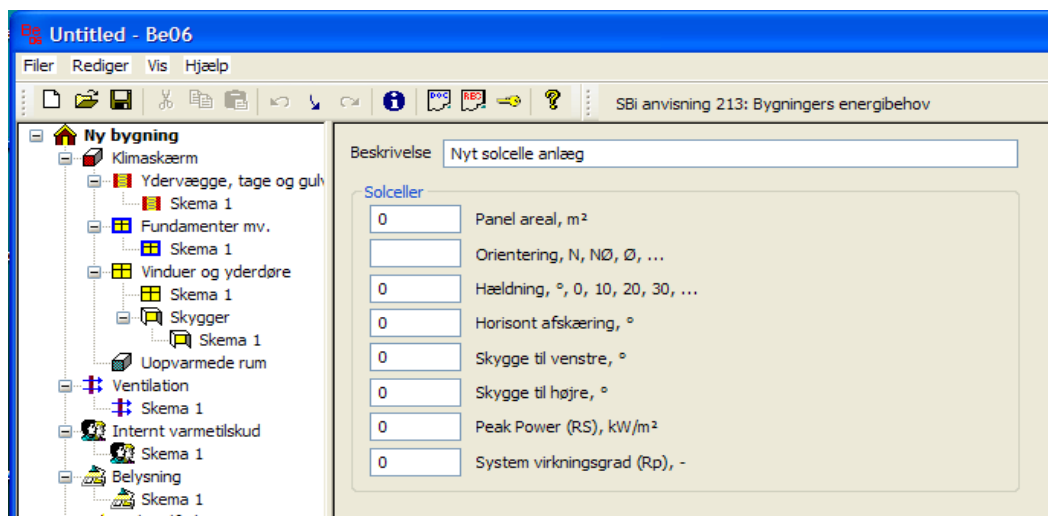 Untitled - Be06
Filer Rediger Vis Hjælp
SBi anvisning 213: Bygningers energibehov
Ny bygning
Klimaskærm
Ydervægge, tage og gulv
Skema 1
Fundamenter mv.
Skema 1
Vinduer og yderdøre
Skema 1
Skygger
Skema 1
Uopvarmede rum
Ventilation
Skema 1
Internt varmetilskud
Skema 1
Belysning
Skema 1
Beskrivelse Nyt solcelle anlæg
Solceller
0 Panel areal, m²
Orientering, N, NØ, Ø, ...
0 Hældning, °, 0, 10, 20, 30, ...
0 Horisont afskæring, °
0 Skygge til venstre, °
0 Skygge til højre, °
0 Peak Power (RS), kW/m²
0 System virkningsgrad (Rp), -